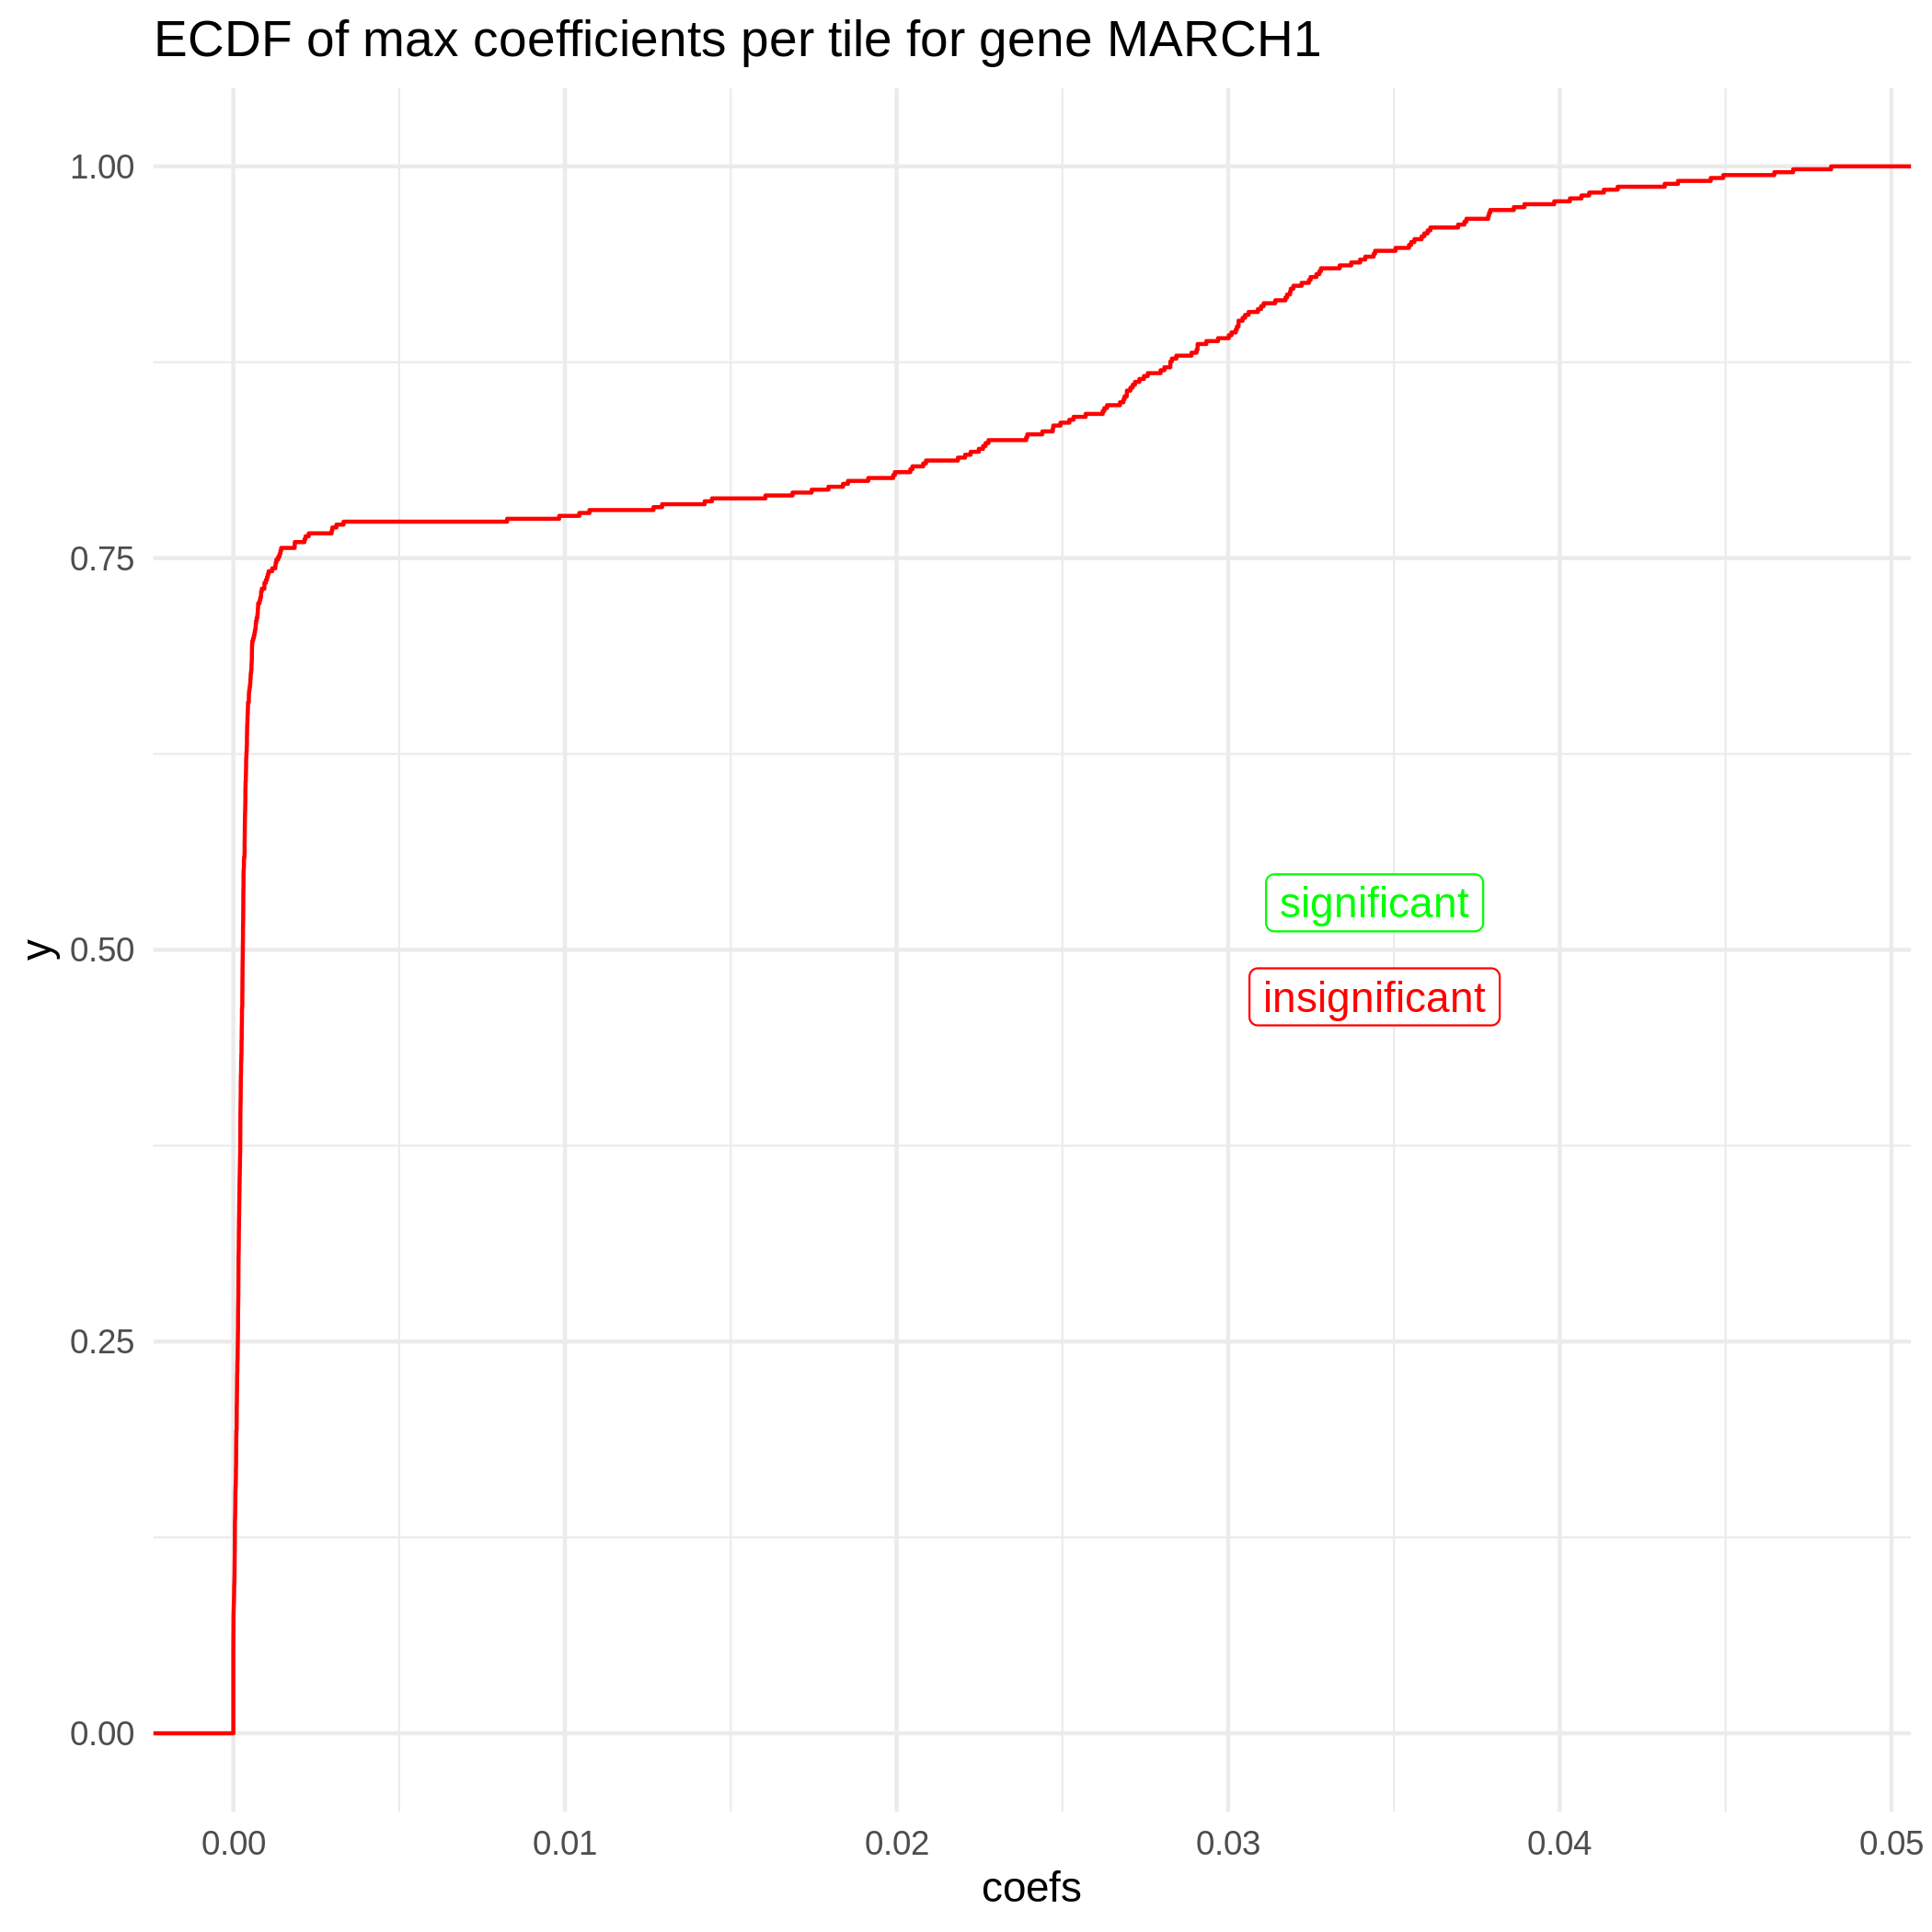 ECDF of max coefficients per tile for gene MARCH1
1.00
0.75
0.50
0.25
0.00
y
significant
insignificant
0.00 0.01 0.02 0.03 0.04 0.05
coefs